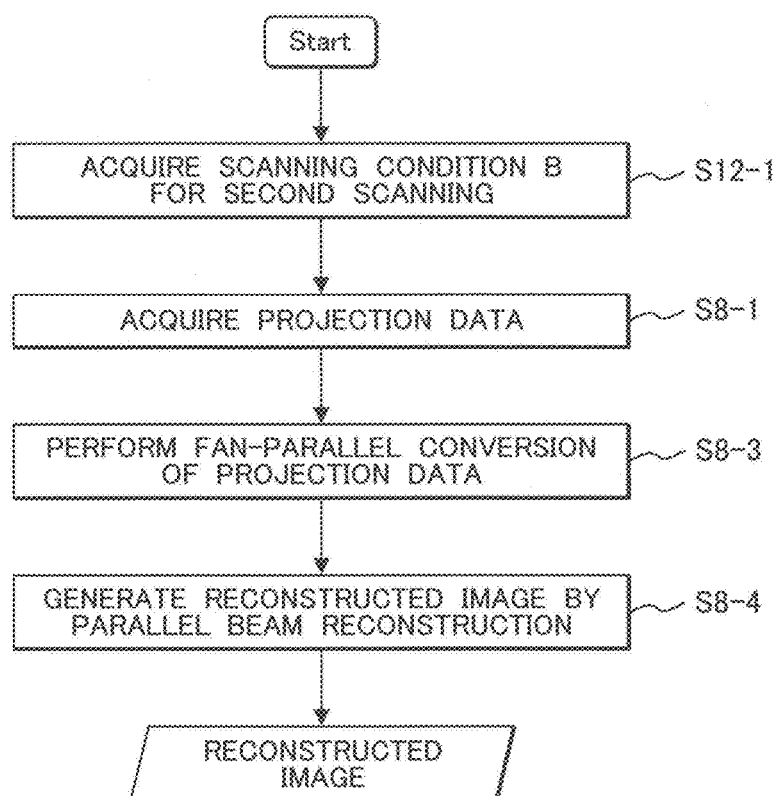 Start
ACQUIRE SCANNING CONDITION B
FOR SECOND SCANNING
S12-1
ACQUIRE PROJECTION DATA
S8-1
PERFORM FAN-PARALLEL CONVERSION
OF PROJECTION DATA
S8-3
GENERATE RECONSTRUCTED IMAGE BY
PARALLEL BEAM RECONSTRUCTION
S8-4
RECONSTRUCTED
IMAGE